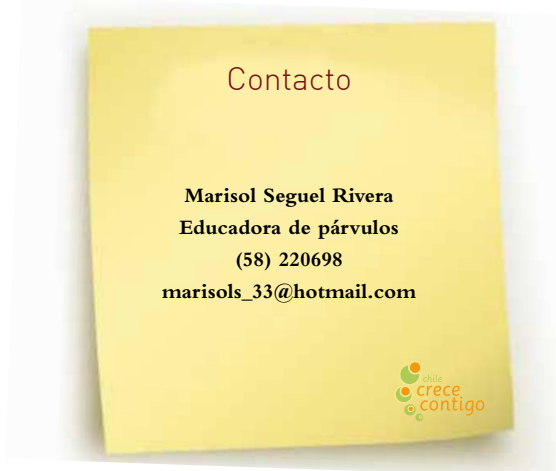 Contacto
Marisol Seguel Rivera
Educadora de párvulos
(58) 220698
marisols_33@hotmail.com
chile
crece
contigo